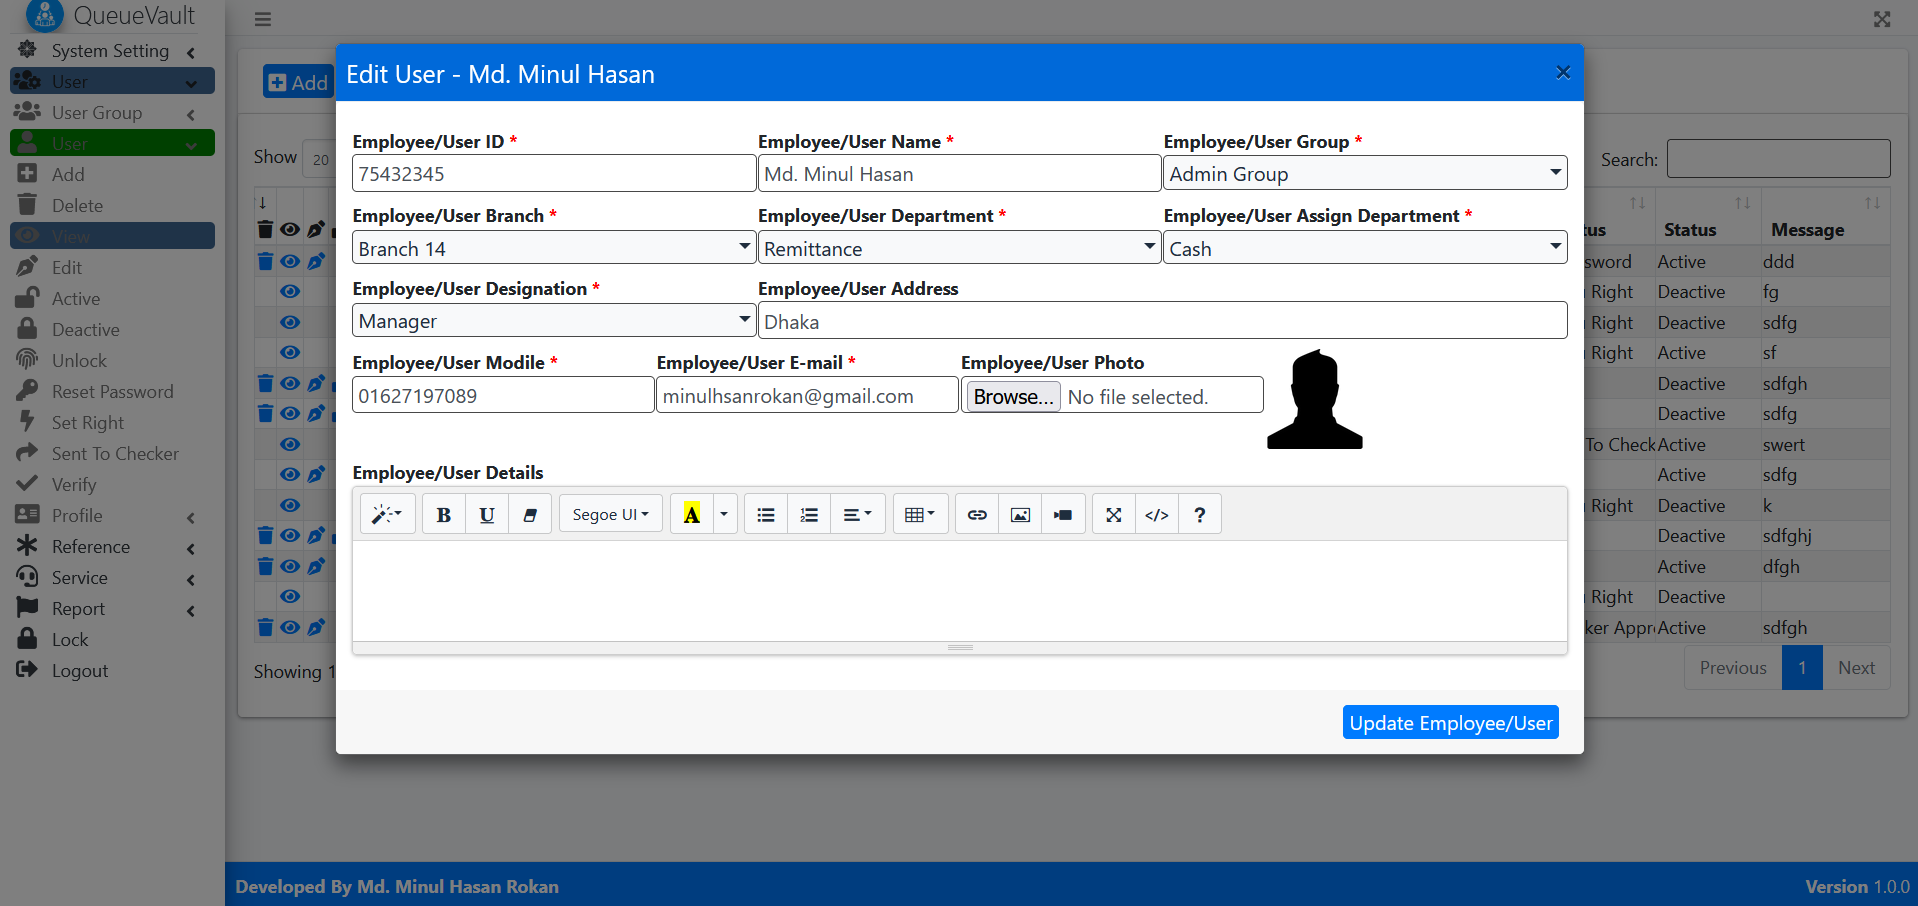 QueueVault
System Setting
User
User Group
User
Add
Delete
View
Edit
Active
Deactive
Unlock
Reset Password
Set Right
Sent To Checker
Verify
Profile
Reference
Service
Report
Lock
Logout
Add
Show 20
Search:
Edit User - Md. Minul Hasan
×
Employee/User ID *
Employee/User Name *
Employee/User Group *
75432345
Md. Minul Hasan
Admin Group
Employee/User Branch *
Employee/User Department *
Employee/User Assign Department *
Branch 14
Remittance
Cash
Employee/User Designation *
Employee/User Address
Manager
Dhaka
Employee/User Modile *
Employee/User E-mail *
Employee/User Photo
01627197089
minulhsanrokan@gmail.com
Browse... No file selected.
Employee/User Details
B U Segoe UI A </> ?
Update Employee/User
tus Status Message
sword Active ddd
Right Deactive fg
Right Deactive sdfg
Right Active sf
Deactive sdfgh
Deactive sdfg
To Check Active swert
Active sdfg
Right Deactive k
Deactive sdfghj
Active dfgh
Right Deactive
ker Appr Active sdfgh
Showing 1
Previous 1 Next
Developed By Md. Minul Hasan Rokan
Version 1.0.0